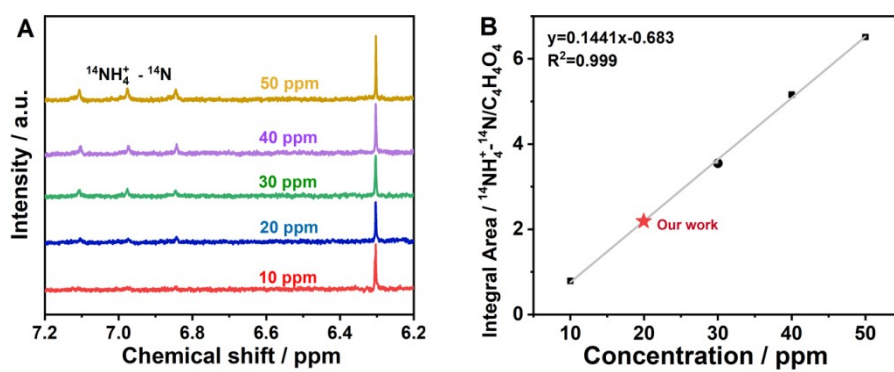 A
Intensity / a.u.
¹⁴NH₄⁺ - ¹⁴N
50 ppm
40 ppm
30 ppm
20 ppm
10 ppm
7.2 7.0 6.8 6.6 6.4 6.2
Chemical shift / ppm
B
Integral Area / ¹⁴NH₄⁺-¹⁴N/C₄H₄O₄
y=0.1441x-0.683
R²=0.999
6
4
2
0
Our work
10 20 30 40 50
Concentration / ppm